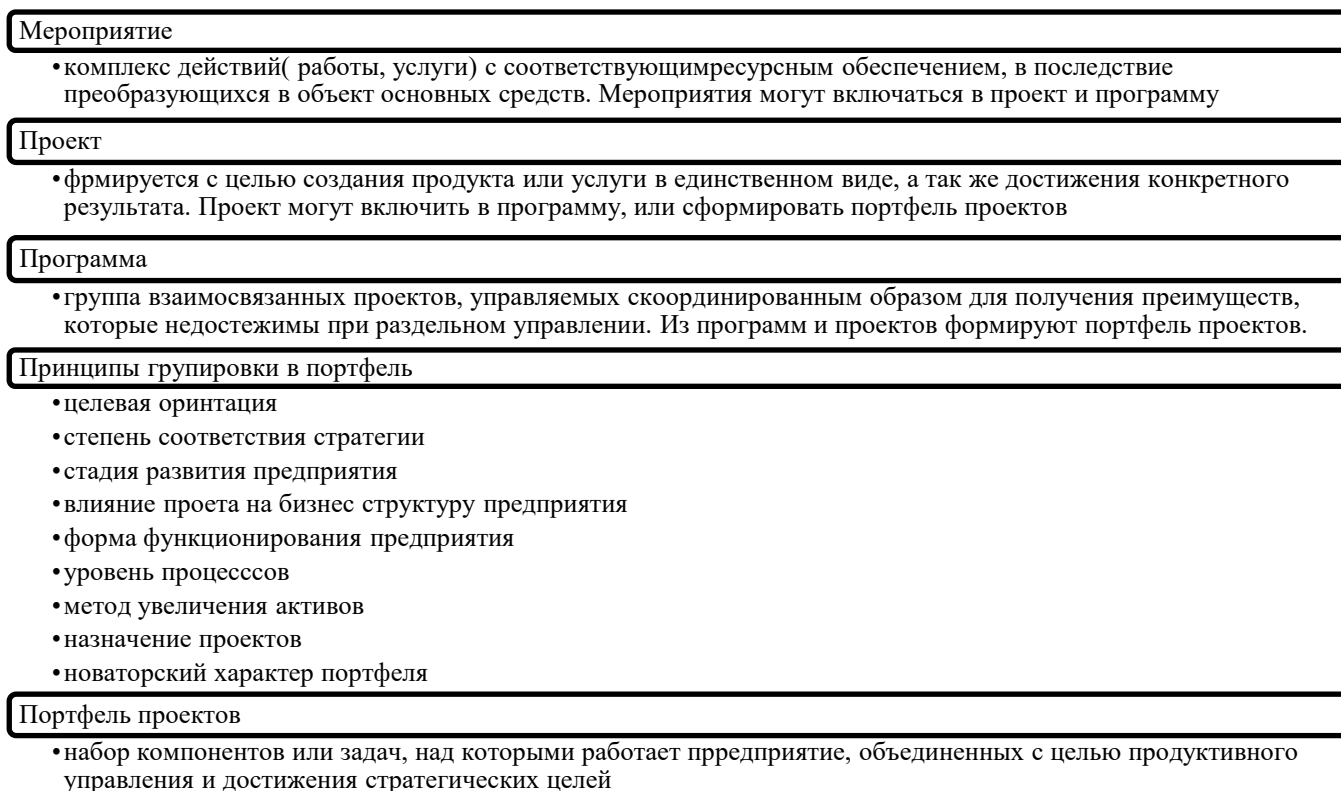 Мероприятие
•комплекс действий( работы, услуги) с соответствующимресурсным обеспечением, в последствие
преобразующихся в объект основных средств. Мероприятия могут включаться в проект и программу
Проект
•фрмируется с целью создания продукта или услуги в единственном виде, а так же достижения конкретного
результата. Проект могут включить в программу, или сформировать портфель проектов
Программа
•группа взаимосвязанных проектов, управляемых скоординированным образом для получения преимуществ,
которые недостежимы при раздельном управлении. Из программ и проектов формируют портфель проектов.
Принципы групировки в портфель
•целевая оринтация
•степень соответствия стратегии
•стадия развития предприятия
•влияние проета на бизнес структуру предприятия
•форма функционирования предприятия
•уровень процесссов
•метод увеличения активов
•назначение проектов
•новаторский характер портфеля
Портфель проектов
•набор компонентов или задач, над которыми работает прредприятие, объединенных с целью продуктивного
управления и достижения стратегических целей